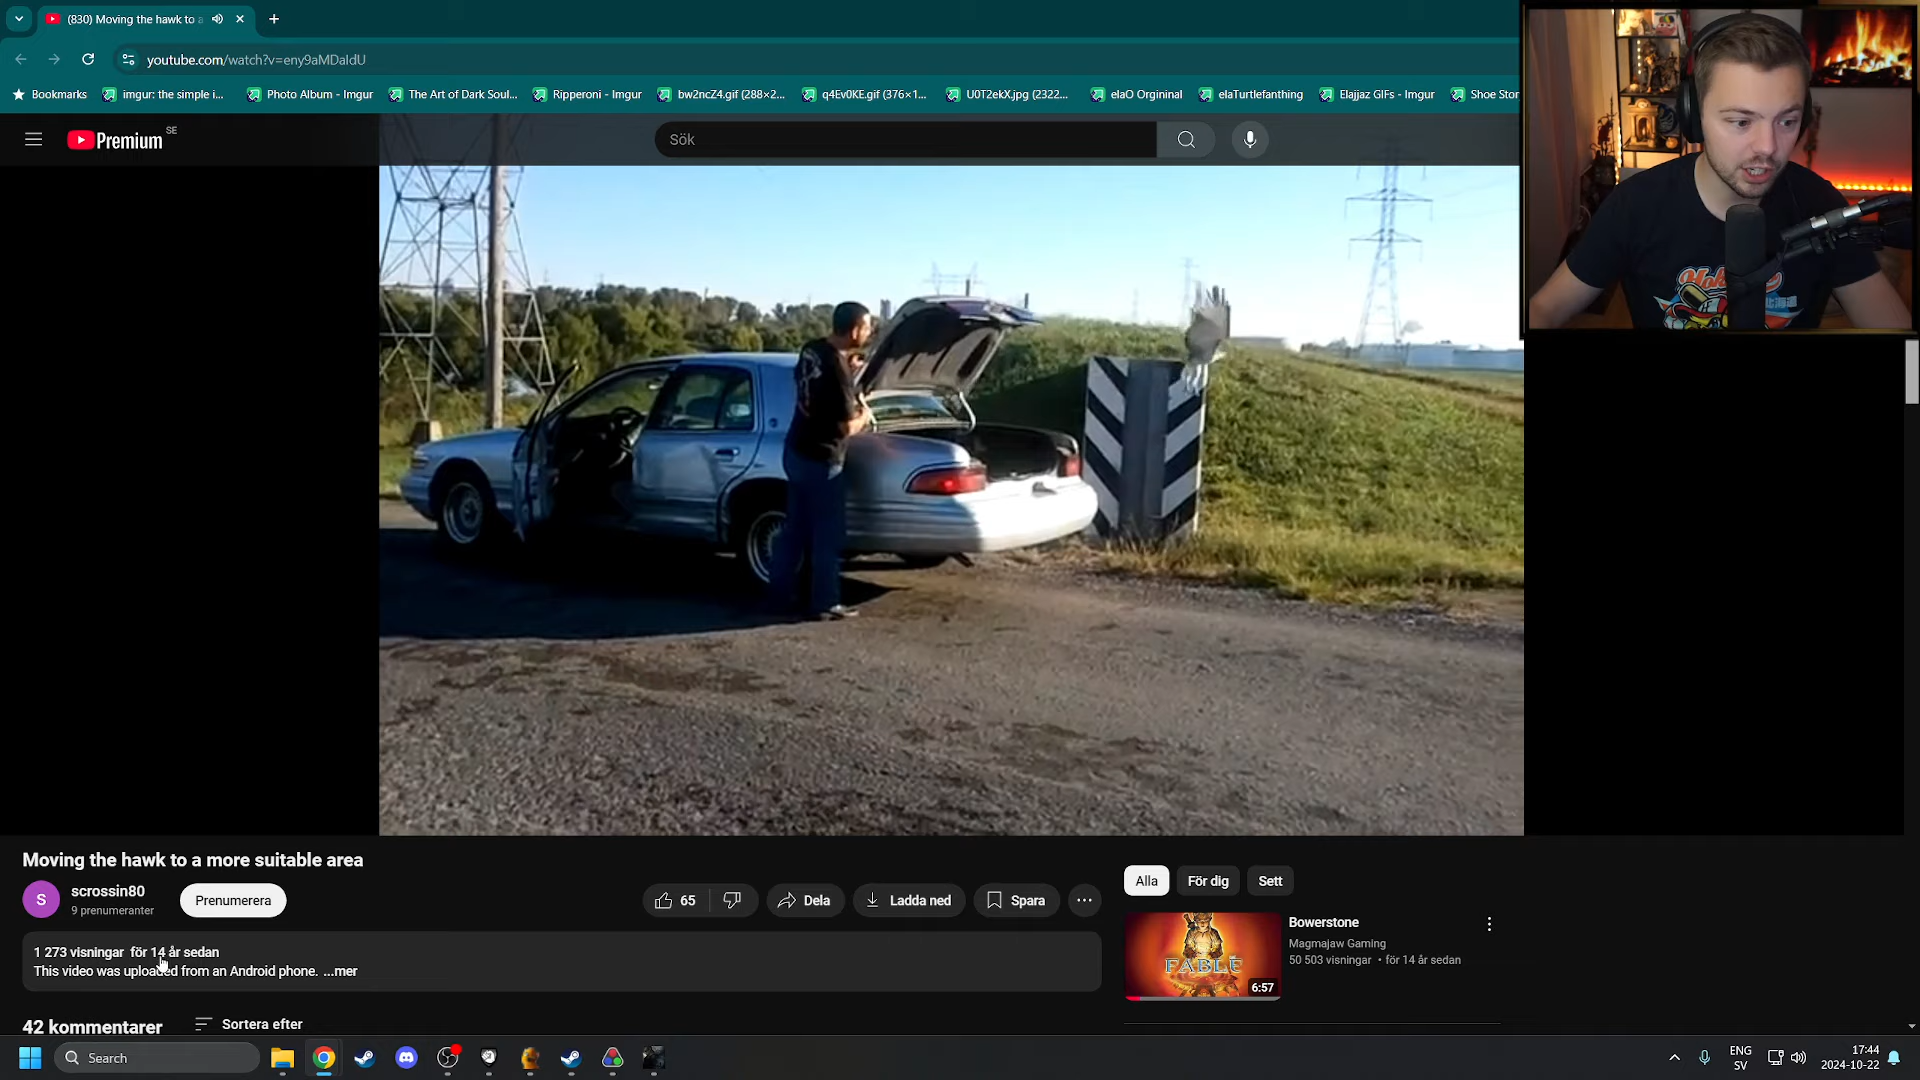 (830) Moving the hawk to a
youtube.com/watch?v=eny9aMDaldU
Bookmarks
imgur: the simple i...
Photo Album - Imgur
The Art of Dark Soul...
Ripperoni - Imgur
bw2ncZ4.gif (288×2...
q4Ev0KE.gif (376×1...
U0T2ekX.jpg (2322...
elaO Orgininal
elaTurtlefanthing
Elajjaz GIFs - Imgur
Shoe Stor
Premium SE
Sök
Moving the hawk to a more suitable area
S
scrossin80
9 prenumeranter
Prenumerera
65
Dela
Ladda ned
Spara
1 273 visningar för 14 år sedan
This video was uploaded from an Android phone. ...mer
42 kommentarer
Sortera efter
Alla
För dig
Sett
FABLE
6:57
Bowerstone
Magmajaw Gaming
50 503 visningar • för 14 år sedan
Search
ENG
SV
17:44
2024-10-22